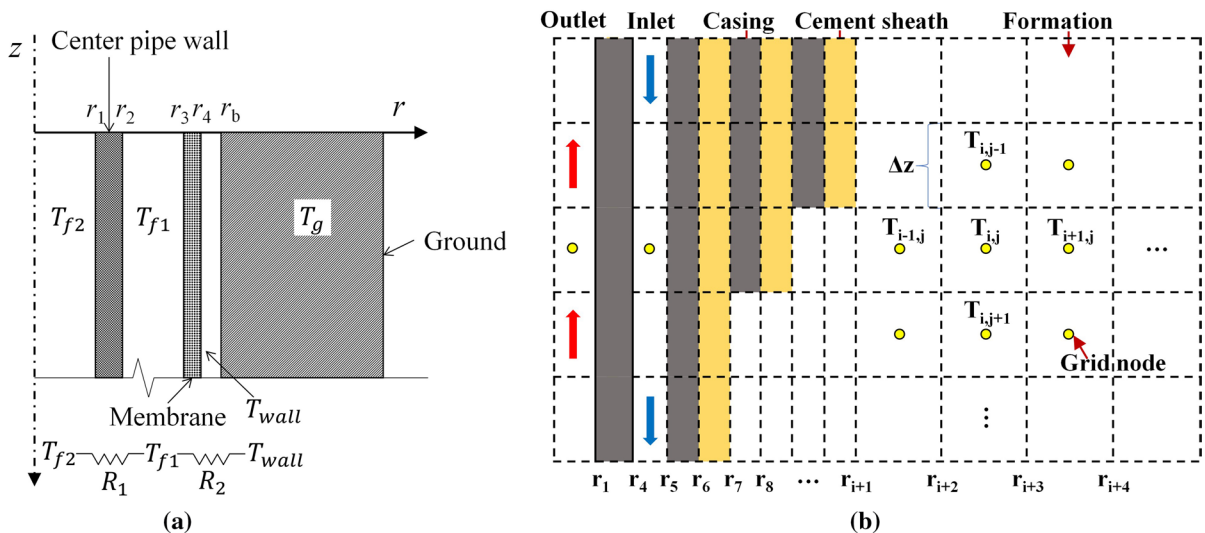 z
Center pipe wall
r1 r2 r3 r4 rb r
Tf2 Tf1 Tg
Ground
Membrane
Twall
Tf2 Tf1 Twall
R1 R2
(a)
Outlet Inlet Casing Cement sheath Formation
Ti,j-1
Δz
Ti-1,j Ti,j Ti+1,j
...
Ti,j+1
Grid node
⋮
r1 r4 r5 r6 r7 r8 ... ri+1 ri+2 ri+3 ri+4
(b)